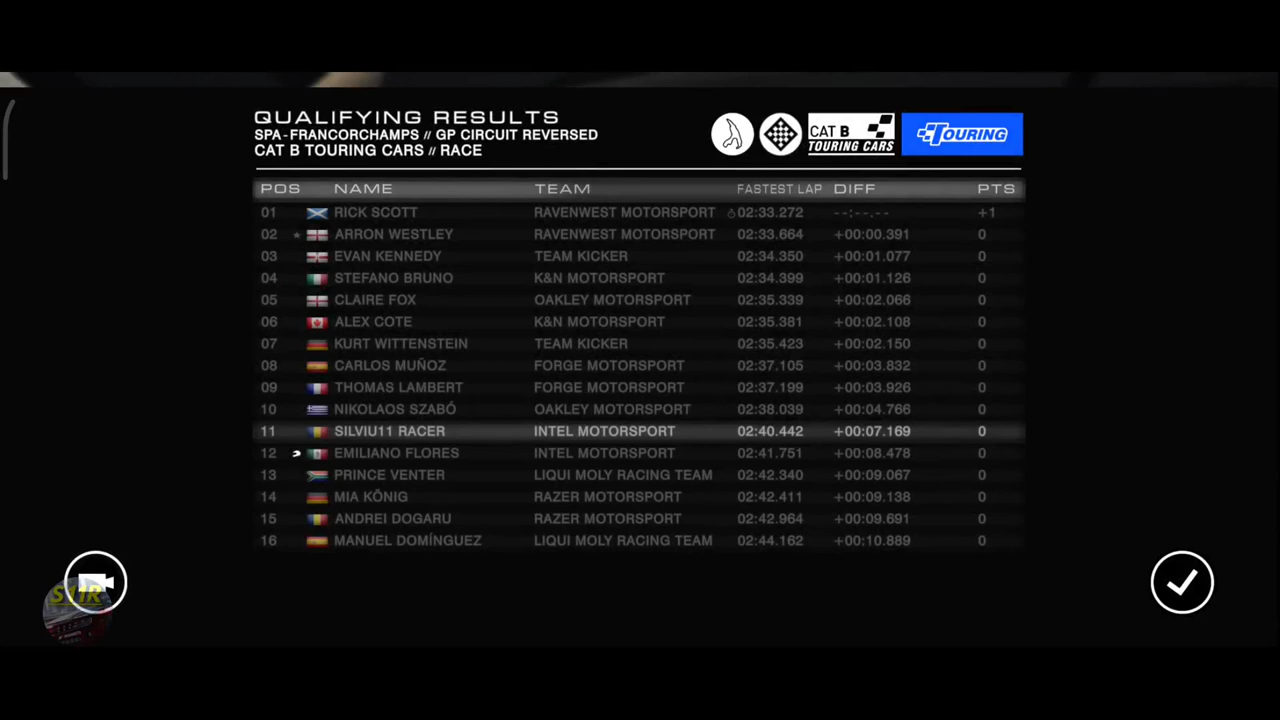 QUALIFYING RESULTS
SPA-FRANCORCHAMPS // GP CIRCUIT REVERSED
CAT B TOURING CARS // RACE
CAT B TOURING CARS
TOURING
POS NAME TEAM FASTEST LAP DIFF PTS
01 RICK SCOTT RAVENWEST MOTORSPORT 02:33.272 --:--.-- +1
02 ARRON WESTLEY RAVENWEST MOTORSPORT 02:33.664 +00:00.391 0
03 EVAN KENNEDY TEAM KICKER 02:34.350 +00:01.077 0
04 STEFANO BRUNO K&N MOTORSPORT 02:34.399 +00:01.126 0
05 CLAIRE FOX OAKLEY MOTORSPORT 02:35.339 +00:02.066 0
06 ALEX COTE K&N MOTORSPORT 02:35.381 +00:02.108 0
07 KURT WITTENSTEIN TEAM KICKER 02:35.423 +00:02.150 0
08 CARLOS MUÑOZ FORGE MOTORSPORT 02:37.105 +00:03.832 0
09 THOMAS LAMBERT FORGE MOTORSPORT 02:37.199 +00:03.926 0
10 NIKOLAOS SZABÓ OAKLEY MOTORSPORT 02:38.039 +00:04.766 0
11 SILVIU11 RACER INTEL MOTORSPORT 02:40.442 +00:07.169 0
12 EMILIANO FLORES INTEL MOTORSPORT 02:41.751 +00:08.478 0
13 PRINCE VENTER LIQUI MOLY RACING TEAM 02:42.340 +00:09.067 0
14 MIA KÖNIG RAZER MOTORSPORT 02:42.411 +00:09.138 0
15 ANDREI DOGARU RAZER MOTORSPORT 02:42.964 +00:09.691 0
16 MANUEL DOMÍNGUEZ LIQUI MOLY RACING TEAM 02:44.162 +00:10.889 0
S11R